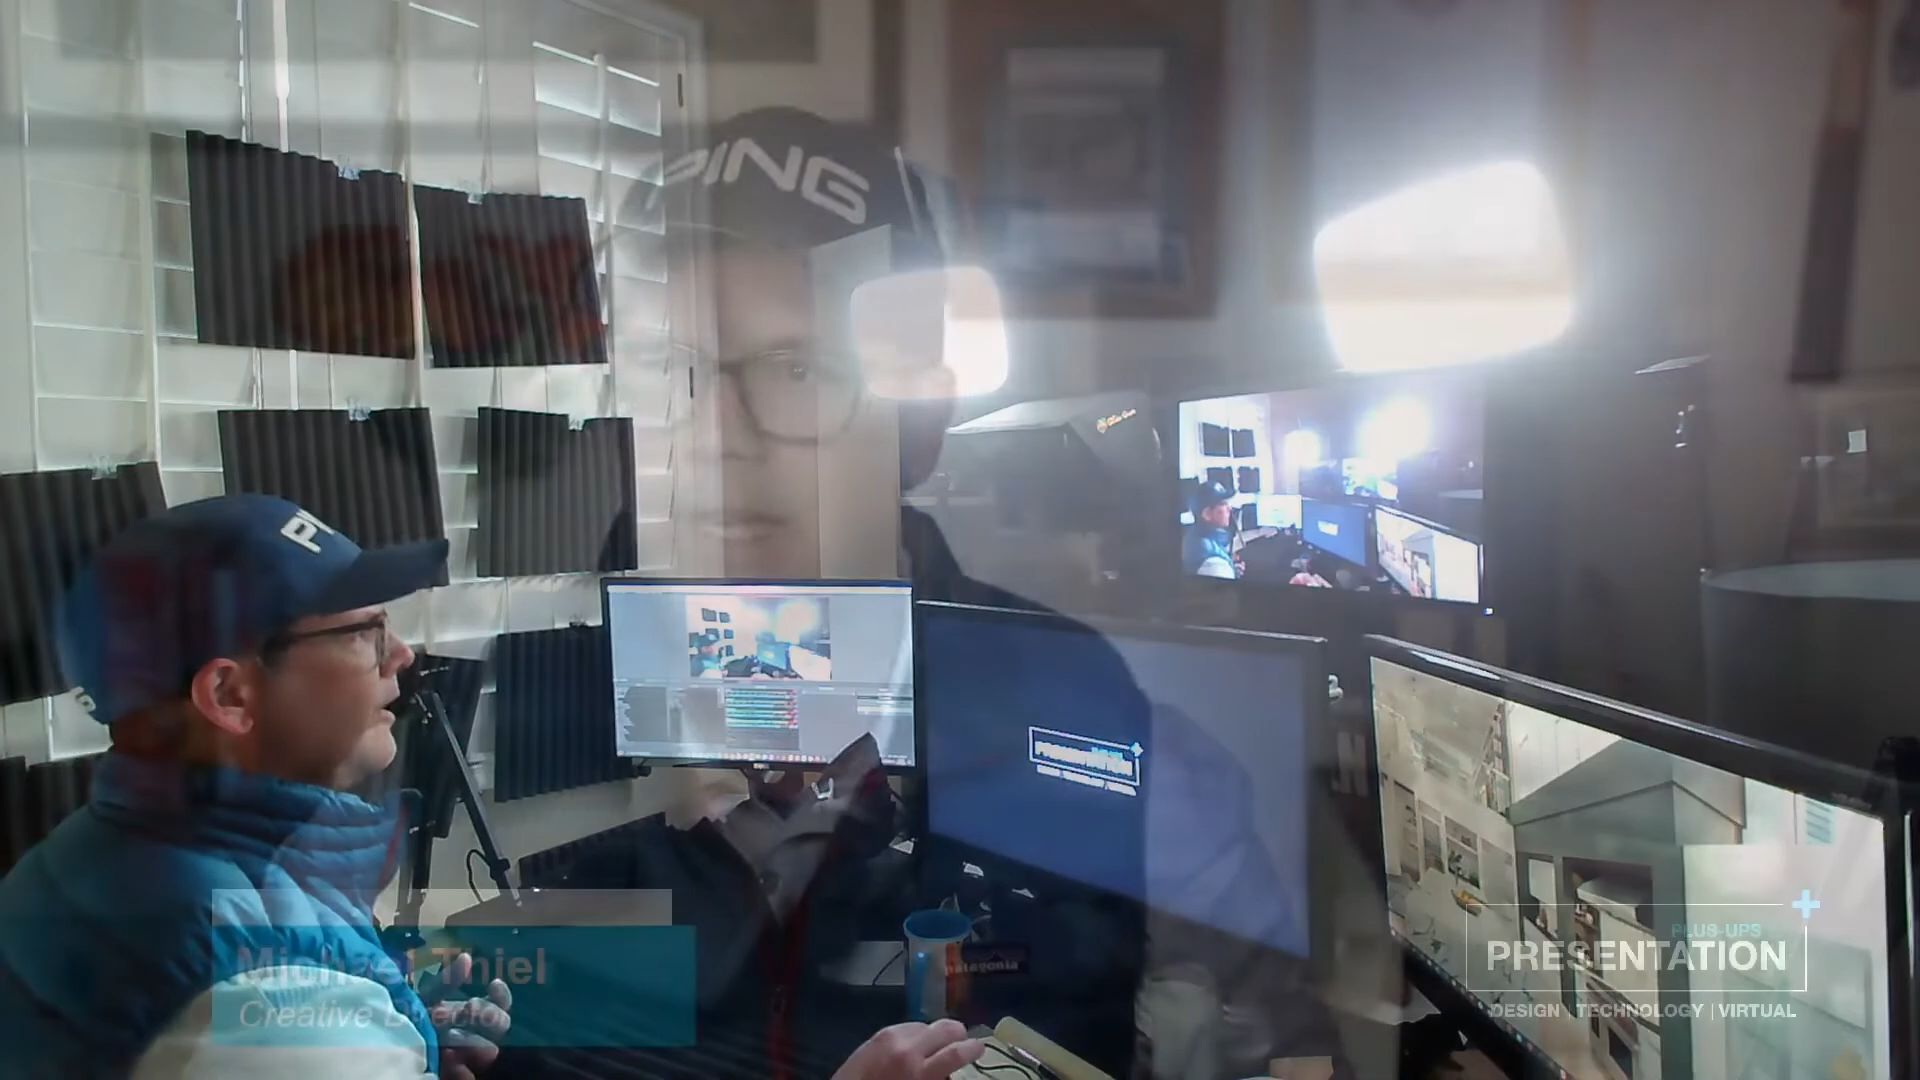 PING
Michael Thiel
Creative Director
patagonia
PLUS-UPS
PRESENTATION
DESIGN | TECHNOLOGY | VIRTUAL